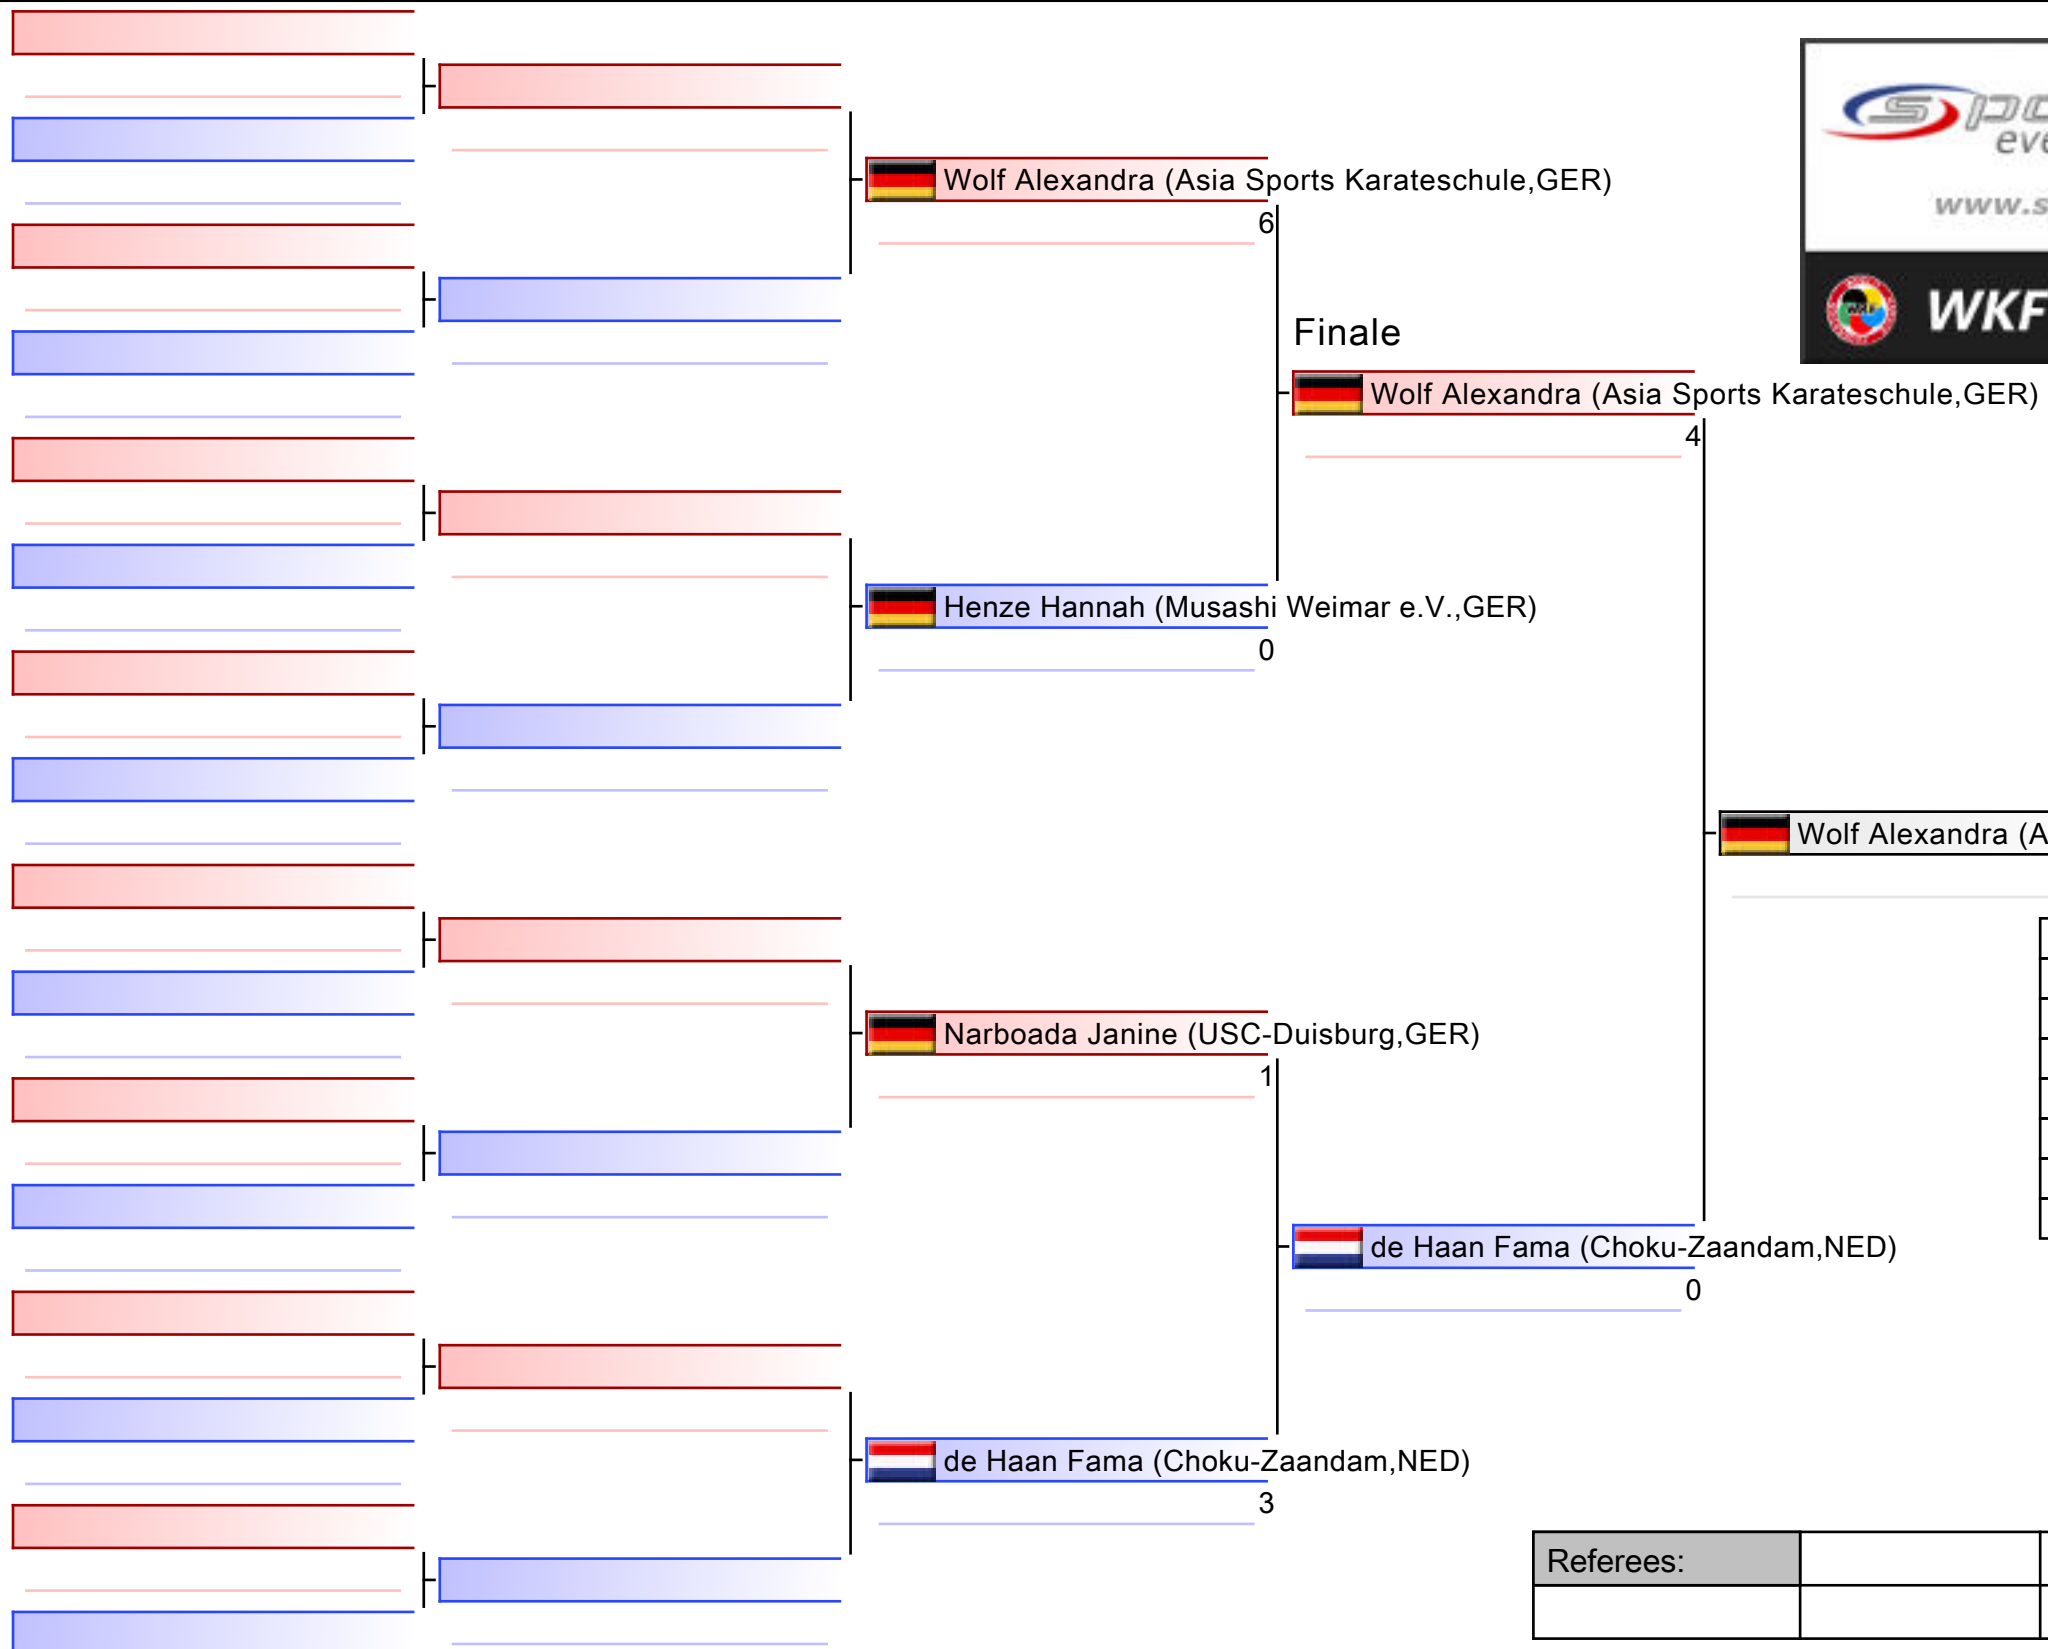 Wolf Alexandra (Asia Sports Karateschule,GER)
6
Finale
Wolf Alexandra (Asia Sports Karateschule,GER)
4
Henze Hannah (Musashi Weimar e.V.,GER)
0
Wolf Alexandra (A
Narboada Janine (USC-Duisburg,GER)
1
de Haan Fama (Choku-Zaandam,NED)
0
de Haan Fama (Choku-Zaandam,NED)
3
Referees:
www.s
WKF